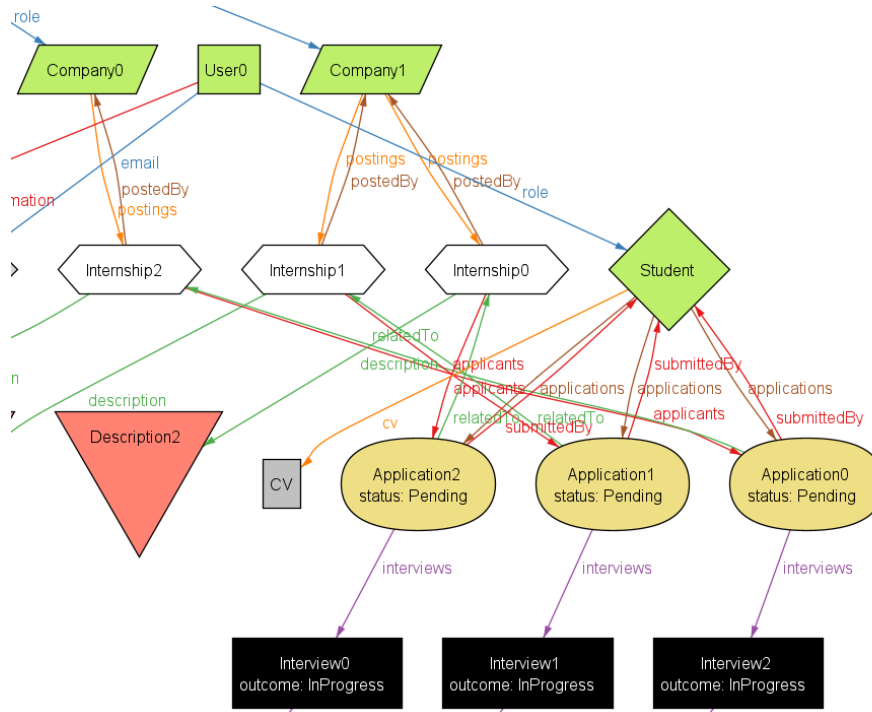 role
Company0
User0
Company1
email
postings
postings
postedBy
postedBy
mation
postedBy
role
postings
Internship2
Internship1
Internship0
Student
relatedTo
description
applicants
submittedBy
n
applicants
applications
applications
applications
description
cv
relatedTo
relatedTo
applicants
submittedBy
submittedBy
Description2
CV
Application2
status: Pending
Application1
status: Pending
Application0
status: Pending
interviews
interviews
interviews
Interview0
outcome: InProgress
Interview1
outcome: InProgress
Interview2
outcome: InProgress